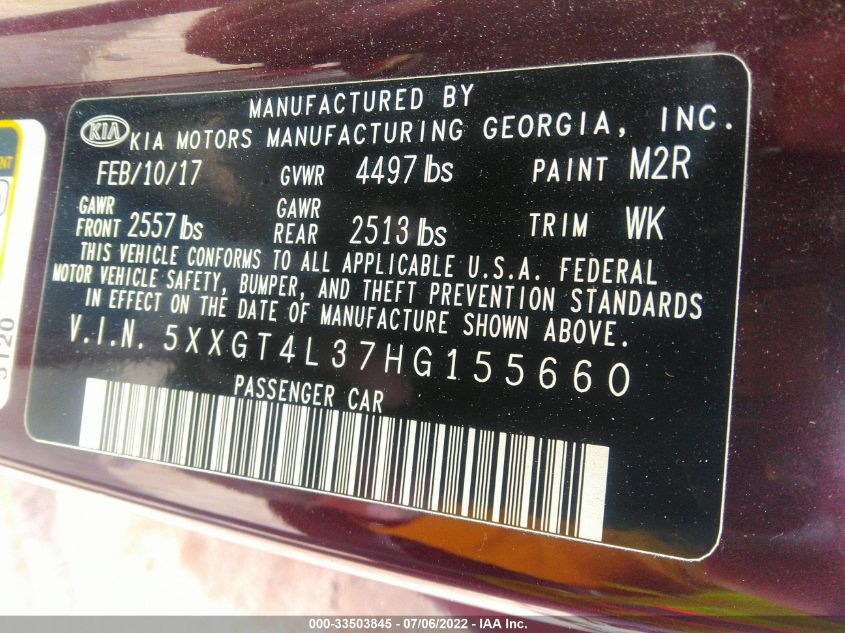 MANUFACTURED BY
KIA KIA MOTORS MANUFACTURING GEORGIA, INC.
FEB/10/17 GVWR 4497 lbs PAINT M2R
GAWR FRONT 2557 lbs GAWR REAR 2513 lbs TRIM WK
THIS VEHICLE CONFORMS TO ALL APPLICABLE U.S.A. FEDERAL
MOTOR VEHICLE SAFETY, BUMPER, AND THEFT PREVENTION STANDARDS
IN EFFECT ON THE DATE OF MANUFACTURE SHOWN ABOVE.
V.I.N. 5XXGT4L37HG155660
PASSENGER CAR
000-33503845 - 07/06/2022 - IAA Inc.